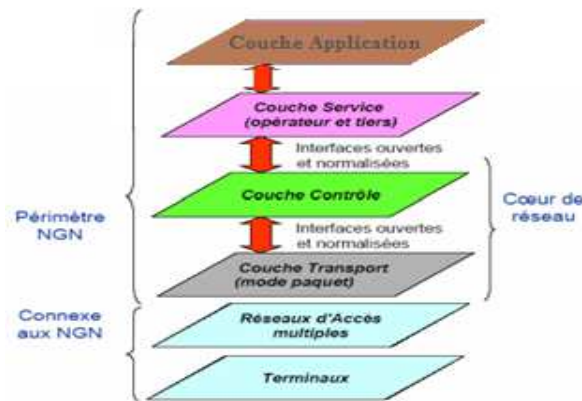 Couche Application
Couche Service
(opérateur et tiers)
Interfaces ouvertes
et normalisées
Couche Contrôle
Périmètre
NGN
Cœur de
réseau
Interfaces ouvertes
et normalisées
Couche Transport
(mode paquet)
Connexe
aux NGN
Réseaux d'Accès
multiples
Terminaux